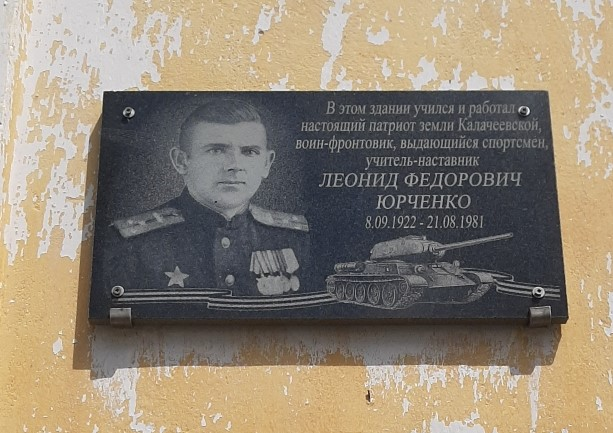 В этом здании учился и работал
настоящий патриот земли Калачеевской,
воин-фронтовик, выдающийся спортсмен,
учитель-наставник
ЛЕОНИД ФЕДОРОВИЧ
ЮРЧЕНКО
8.09.1922 - 21.08.1981